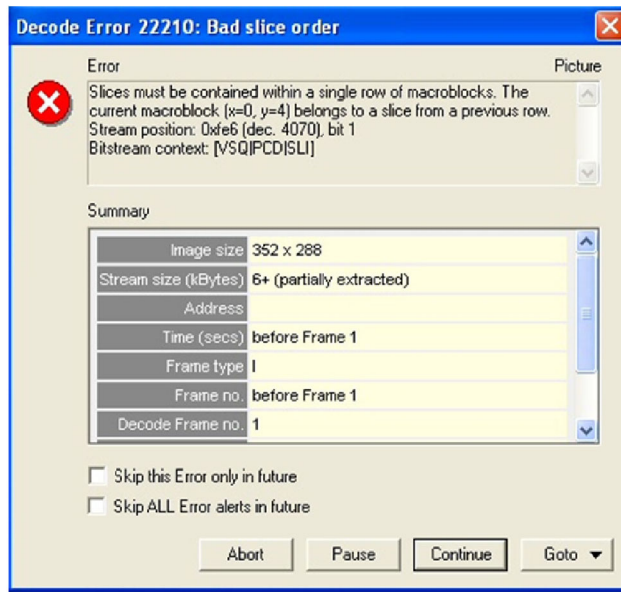 Decode Error 22210: Bad slice order
Error
Picture
Slices must be contained within a single row of macroblocks. The
current macroblock (x=0, y=4) belongs to a slice from a previous row.
Stream position: 0xfe6 (dec. 4070), bit 1
Bitstream context: [VSQ|PCD|SLI]
Summary
Image size 352 x 288
Stream size (kBytes) 6+ (partially extracted)
Address
Time (secs) before Frame 1
Frame type I
Frame no. before Frame 1
Decode Frame no. 1
Skip this Error only in future
Skip ALL Error alerts in future
Abort
Pause
Continue
Goto